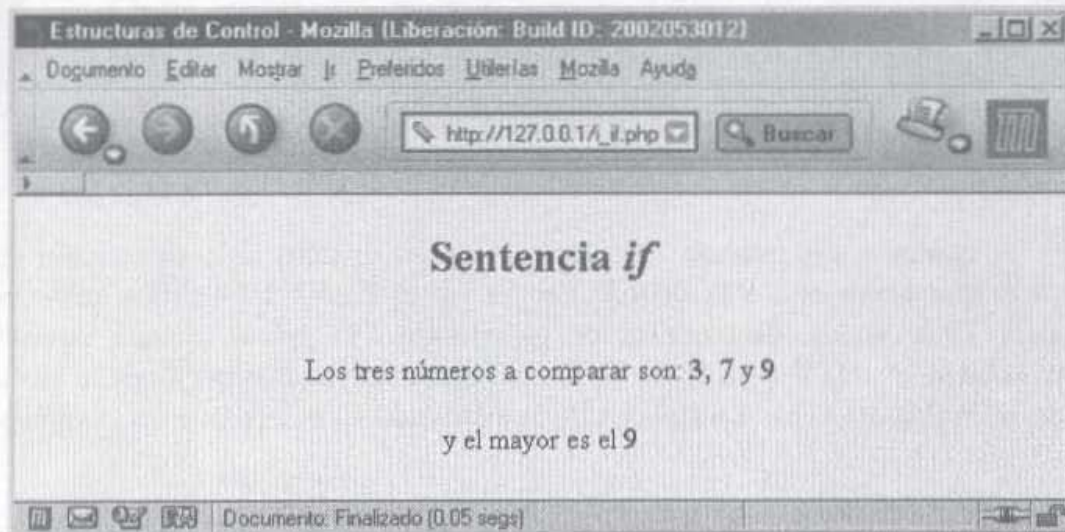 Estructuras de Control - Mozilla {Liberación: Build ID: 2002053012}
Documento Editar Mostrar Ir Preferidos Utilerías Mozilla Ayuda
http://127.0.0.1/i_if.php Buscar
Sentencia if
Los tres números a comparar son: 3, 7 y 9
y el mayor es el 9
Documento: Finalizado (0.05 segs)